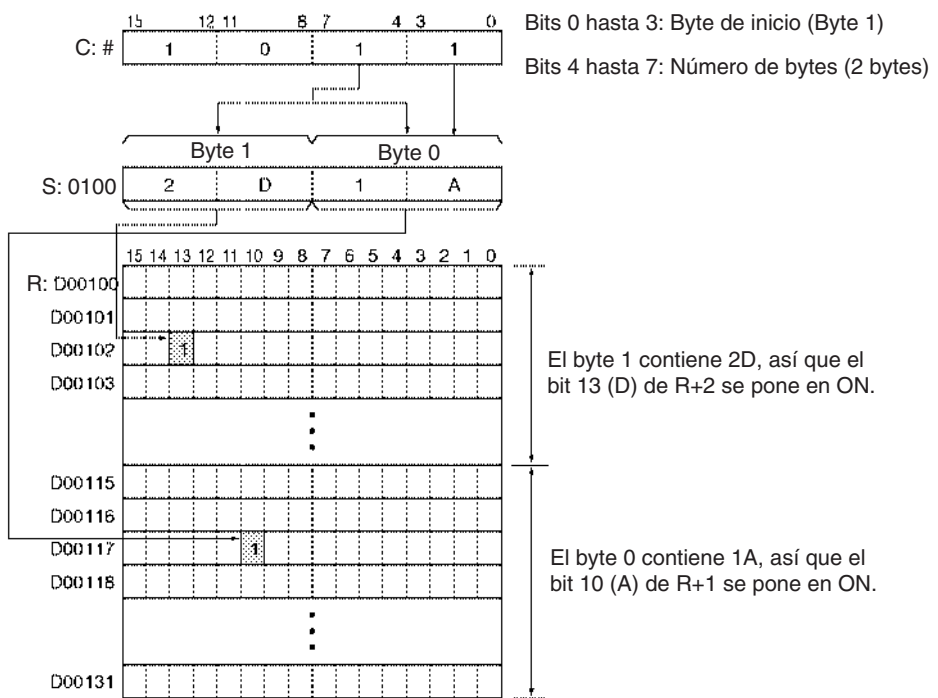 15 12 11 8 7 4 3 0
Bits 0 hasta 3: Byte de inicio (Byte 1)
C: # 1 0 1 1
Bits 4 hasta 7: Número de bytes (2 bytes)
Byte 1 Byte 0
S: 0100 2 D 1 A
15 14 13 12 11 10 9 8 7 6 5 4 3 2 1 0
R: D00100
D00101
D00102 1
D00103
El byte 1 contiene 2D, así que el
bit 13 (D) de R+2 se pone en ON.
D00115
D00116
D00117 1
D00118
El byte 0 contiene 1A, así que el
bit 10 (A) de R+1 se pone en ON.
D00131